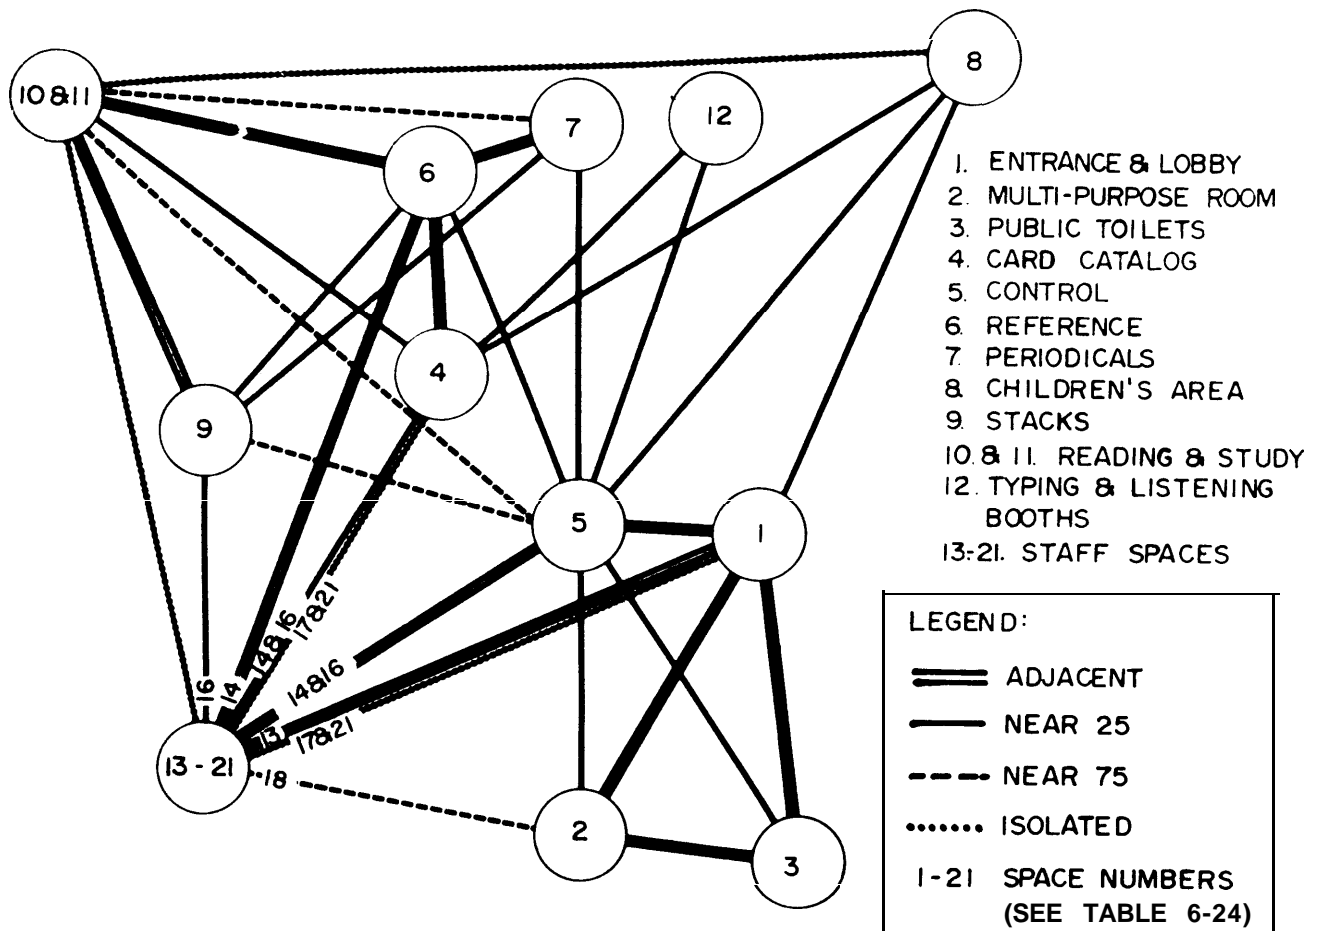 8
10 & 11
12
7
6
1. ENTRANCE & LOBBY
2. MULTI-PURPOSE ROOM
3. PUBLIC TOILETS
4. CARD CATALOG
5. CONTROL
6. REFERENCE
7. PERIODICALS
8. CHILDREN'S AREA
9. STACKS
10. & 11. READING & STUDY
12. TYPING & LISTENING
BOOTHS
13-21. STAFF SPACES
4
9
5
1
17&21
14& 16
14&16
16
14
13
17&21
13 - 21
18
2
3
LEGEND:
ADJACENT
NEAR 25
NEAR 75
ISOLATED
1-21 SPACE NUMBERS
(SEE TABLE 6-24)